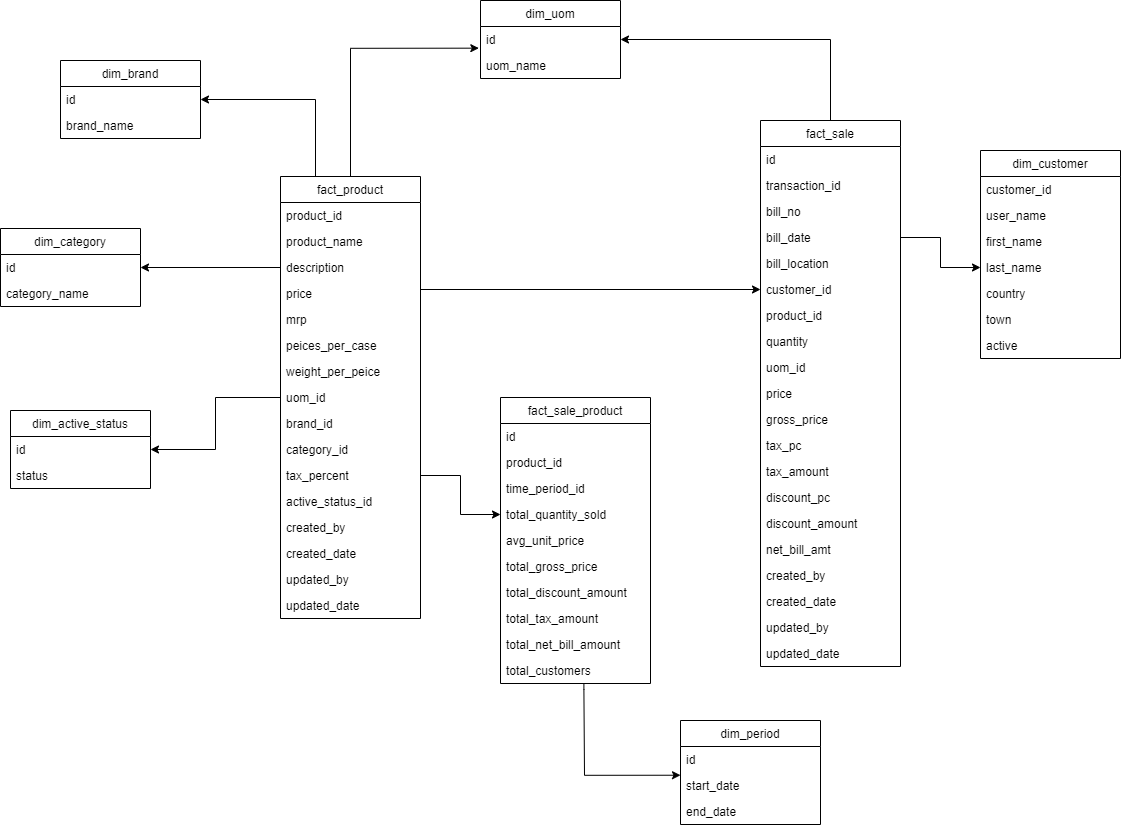 dim_uom
id
uom_name
dim_brand
id
brand_name
fact_sale
id
transaction_id
bill_no
bill_date
bill_location
customer_id
product_id
quantity
uom_id
price
gross_price
tax_pc
tax_amount
discount_pc
discount_amount
net_bill_amt
created_by
created_date
updated_by
updated_date
dim_customer
customer_id
user_name
first_name
last_name
country
town
active
fact_product
product_id
product_name
description
price
mrp
peices_per_case
weight_per_peice
uom_id
brand_id
category_id
tax_percent
active_status_id
created_by
created_date
updated_by
updated_date
dim_category
id
category_name
dim_active_status
id
status
fact_sale_product
id
product_id
time_period_id
total_quantity_sold
avg_unit_price
total_gross_price
total_discount_amount
total_tax_amount
total_net_bill_amount
total_customers
dim_period
id
start_date
end_date